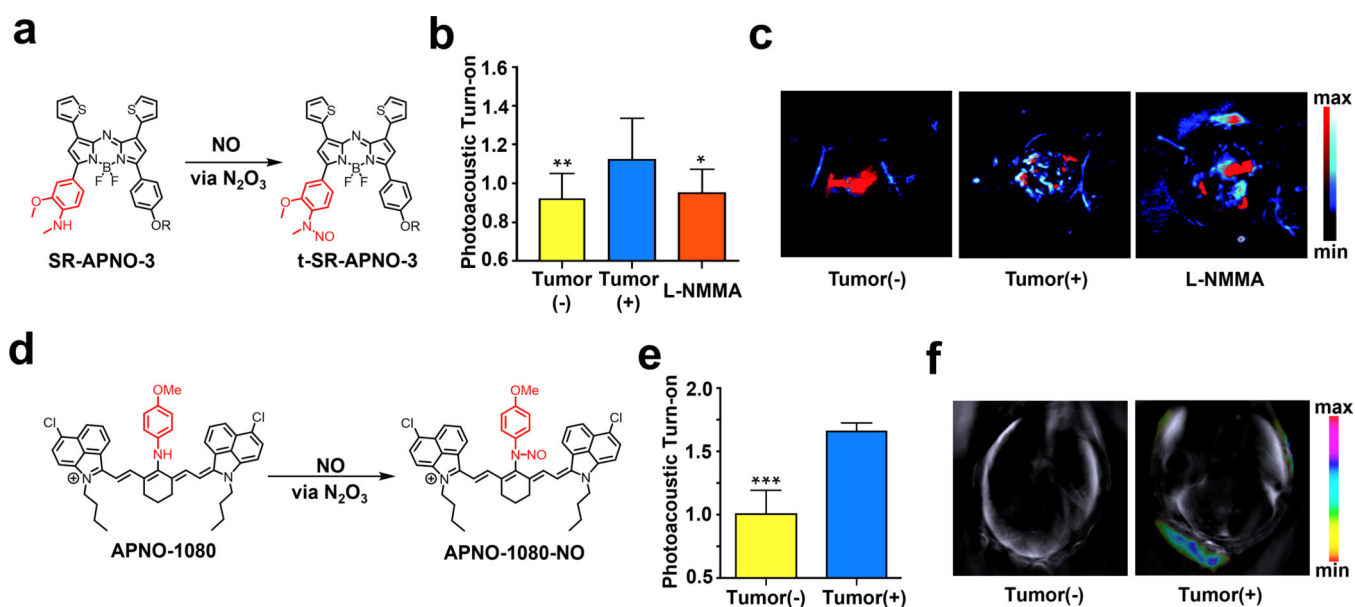 a
S
S
N
N
N
B
F
F
O
NH
OR
SR-APNO-3
NO
via N2O3
S
S
N
N
N
B
F
F
O
N-NO
OR
t-SR-APNO-3
b
Photoacoustic Turn-on
1.6
1.4
1.2
1.0
0.8
0.6
**
*
Tumor
(-)
Tumor
(+)
L-NMMA
c
max
min
Tumor(-)
Tumor(+)
L-NMMA
d
OMe
Cl
Cl
NH
N
N
APNO-1080
NO
via N2O3
OMe
Cl
Cl
N-NO
N
N
APNO-1080-NO
e
Photoacoustic Turn-on
2.0
1.5
1.0
0.5
***
Tumor(-)
Tumor(+)
f
max
min
Tumor(-)
Tumor(+)